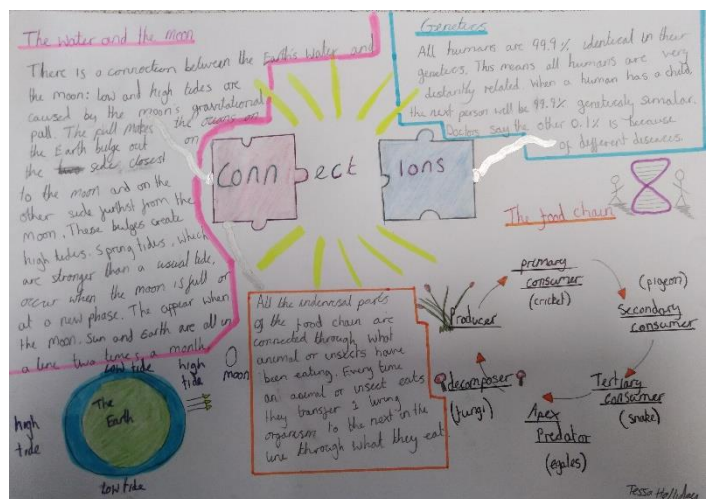 The Water and the moon
There is a connection between the Earth's Water and
the moon: low and high tides are
caused by the moon's gravitational
pull. The pull makes the oceans on
the Earth bulge out on
the side closest
to the moon and on the
other side furthst from the
moon. These bulges create
high tides. Spring tides, which
are stronger than a usual tide,
occur when the moon is full or
at a new phase. The appear when
the moon, Sun and Earth are all in
a line two times a month
low tide
high tide
moon
The Earth
high tide
Low tide
Connect Ions
Genetics
All humans are 99.9% identical in their
genetics. This means all humans are very
distantly related. When a human has a child,
the next person will be 99.9% geneticly simalar.
Doctors say the other 0.1% is because
of different diseases.
All the parts
of the food chain are
connected through what
animal or insects have
been eating. Every time
an animal or insect eats
they transfer 1
organism to the next in the
line through what they eat
The food chain
primary consumer
(cricket)
(pigeon)
Secondary consumer
Tertiary consumer
(snake)
Apex Predator
(egales)
decomposer
(fungi)
Producer
Tessa